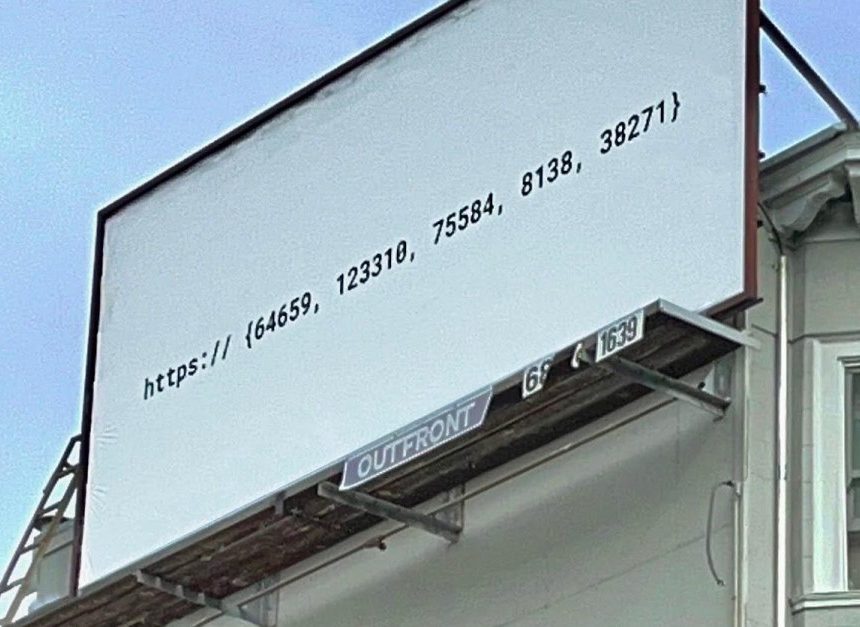 https:// {64659, 123310, 75584, 8138, 38271}
OUTFRONT
1639